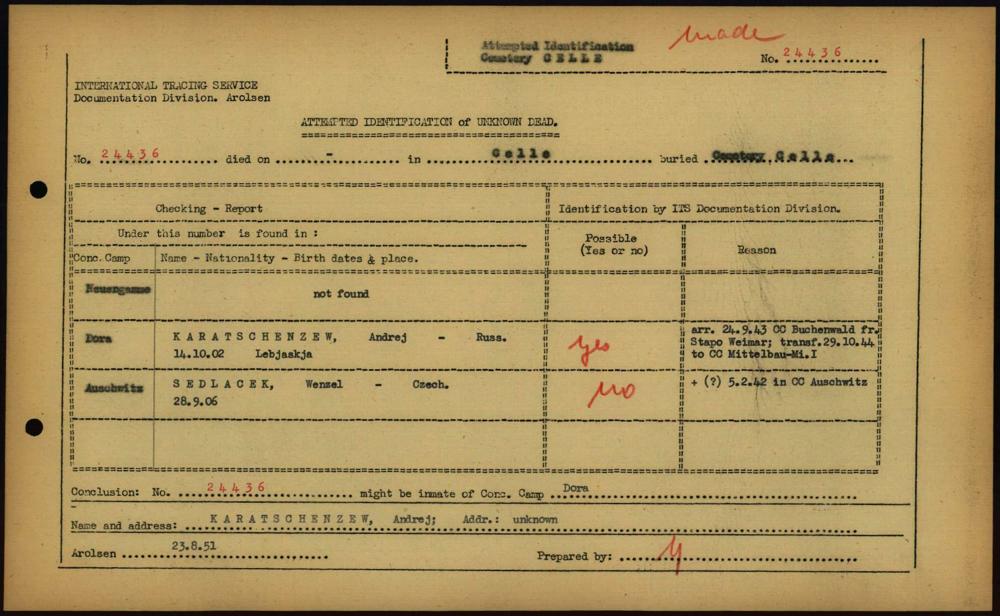 made
Attempted Identification
Cemetery CELLE
No. 24436
INTERNATIONAL TRACING SERVICE
Documentation Division. Arolsen
ATTEMPTED IDENTIFICATION of UNKNOWN DEAD.
No. 24436 died on - in Celle buried Cemetery Celle
Checking - Report
Identification by ITS Documentation Division.
Under this number is found in :
Possible
(Yes or no)
Reason
Conc. Camp
Name - Nationality - Birth dates & place.
Neuengamme
not found
Dora
KARATSCHENZEW, Andrej - Russ.
14.10.02 Lebjaskja
yes
arr. 24.9.43 CC Buchenwald fr.
Stapo Weimar; transf.29.10.44
to CC Mittelbau-Mi.I
Auschwitz
SEDLACEK, Wenzel - Czech.
28.9.06
no
+ (?) 5.2.42 in CC Auschwitz
Conclusion: No. 24436 might be inmate of Conc. Camp Dora
Name and address: KARATSCHENZEW, Andrej; Addr.: unknown
Arolsen 23.8.51
Prepared by: